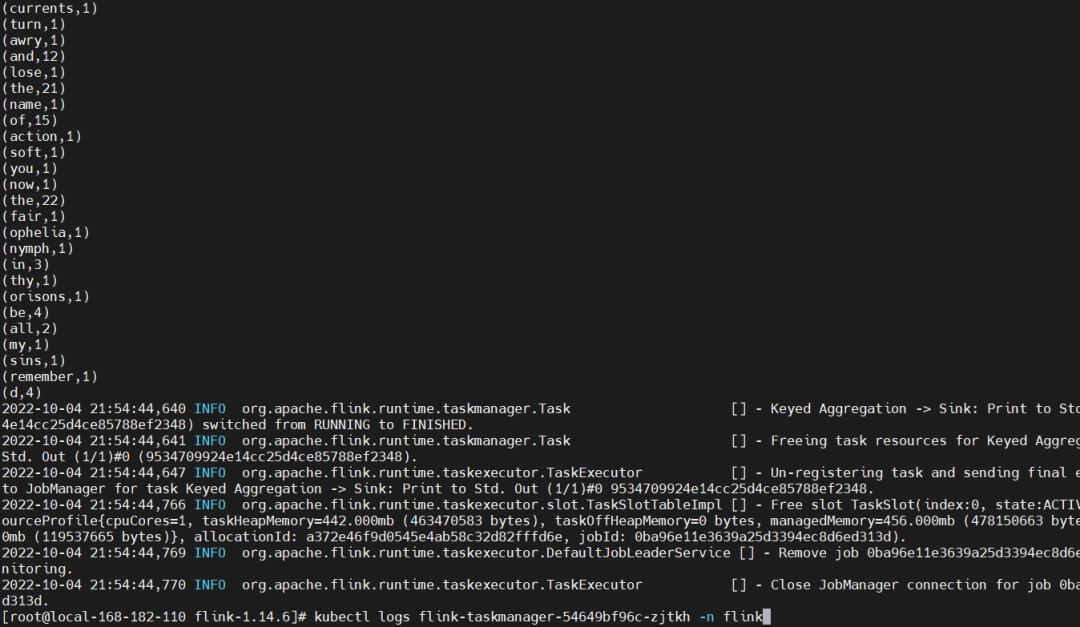 (currents,1)
(turn,1)
(awry,1)
(and,12)
(lose,1)
(the,21)
(name,1)
(of,15)
(action,1)
(soft,1)
(you,1)
(now,1)
(the,22)
(fair,1)
(ophelia,1)
(nymph,1)
(in,3)
(thy,1)
(orisons,1)
(be,4)
(all,2)
(my,1)
(sins,1)
(remember,1)
(d,4)
2022-10-04 21:54:44,640 INFO  org.apache.flink.runtime.taskmanager.Task                    [] - Keyed Aggregation -> Sink: Print to Std
4e14cc25d4ce85788ef2348) switched from RUNNING to FINISHED.
2022-10-04 21:54:44,641 INFO  org.apache.flink.runtime.taskmanager.Task                    [] - Freeing task resources for Keyed Aggreg
Std. Out (1/1)#0 (9534709924e14cc25d4ce85788ef2348).
2022-10-04 21:54:44,647 INFO  org.apache.flink.runtime.taskexecutor.TaskExecutor           [] - Un-registering task and sending final e
to JobManager for task Keyed Aggregation -> Sink: Print to Std. Out (1/1)#0 9534709924e14cc25d4ce85788ef2348.
2022-10-04 21:54:44,766 INFO  org.apache.flink.runtime.taskexecutor.slot.TaskSlotTableImpl [] - Free slot TaskSlot(index:0, state:ACTIV
ourceProfile{cpuCores=1, taskHeapMemory=442.000mb (463470583 bytes), taskOffHeapMemory=0 bytes, managedMemory=456.000mb (478150663 byte
0mb (119537665 bytes)}, allocationId: a372e46f9d0545e4ab58c32d82fffd6e, jobId: 0ba96e11e3639a25d3394ec8d6ed313d).
2022-10-04 21:54:44,769 INFO  org.apache.flink.runtime.taskexecutor.DefaultJobLeaderService [] - Remove job 0ba96e11e3639a25d3394ec8d6e
nitoring.
2022-10-04 21:54:44,770 INFO  org.apache.flink.runtime.taskexecutor.TaskExecutor           [] - Close JobManager connection for job 0ba
d313d.
[root@local-168-182-110 flink-1.14.6]# kubectl logs flink-taskmanager-54649bf96c-zjtkh -n flink